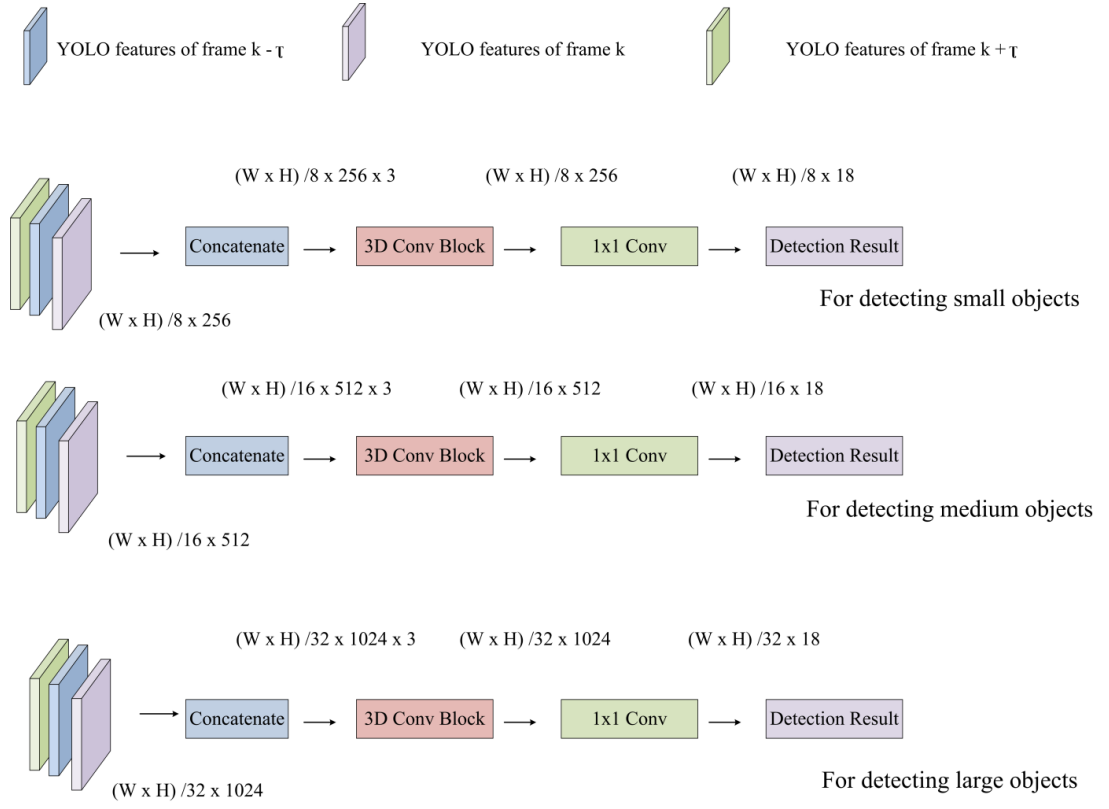 YOLO features of frame k - τ
YOLO features of frame k
YOLO features of frame k + τ
(W x H) /8 x 256 x 3
(W x H) /8 x 256
(W x H) /8 x 18
Concatenate
3D Conv Block
1x1 Conv
Detection Result
For detecting small objects
(W x H) /8 x 256
(W x H) /16 x 512 x 3
(W x H) /16 x 512
(W x H) /16 x 18
Concatenate
3D Conv Block
1x1 Conv
Detection Result
For detecting medium objects
(W x H) /16 x 512
(W x H) /32 x 1024 x 3
(W x H) /32 x 1024
(W x H) /32 x 18
Concatenate
3D Conv Block
1x1 Conv
Detection Result
For detecting large objects
(W x H) /32 x 1024